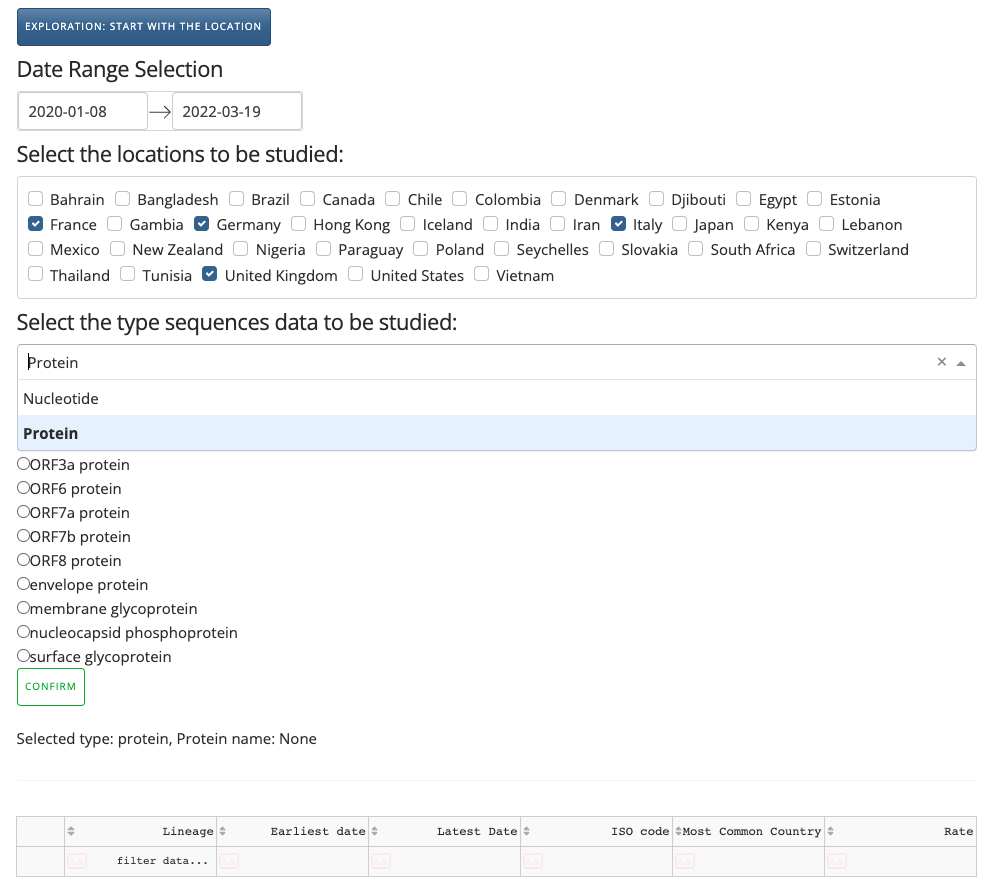 EXPLORATION: START WITH THE LOCATION
Date Range Selection
2020-01-08 → 2022-03-19
Select the locations to be studied:
Bahrain Bangladesh Brazil Canada Chile Colombia Denmark Djibouti Egypt Estonia
France Gambia Germany Hong Kong Iceland India Iran Italy Japan Kenya Lebanon
Mexico New Zealand Nigeria Paraguay Poland Seychelles Slovakia South Africa Switzerland
Thailand Tunisia United Kingdom United States Vietnam
Select the type sequences data to be studied:
Protein ×
Nucleotide
Protein
ORF3a protein
ORF6 protein
ORF7a protein
ORF7b protein
ORF8 protein
envelope protein
membrane glycoprotein
nucleocapsid phosphoprotein
surface glycoprotein
CONFIRM
Selected type: protein, Protein name: None
Lineage Earliest date Latest Date ISO code Most Common Country Rate
filter data...